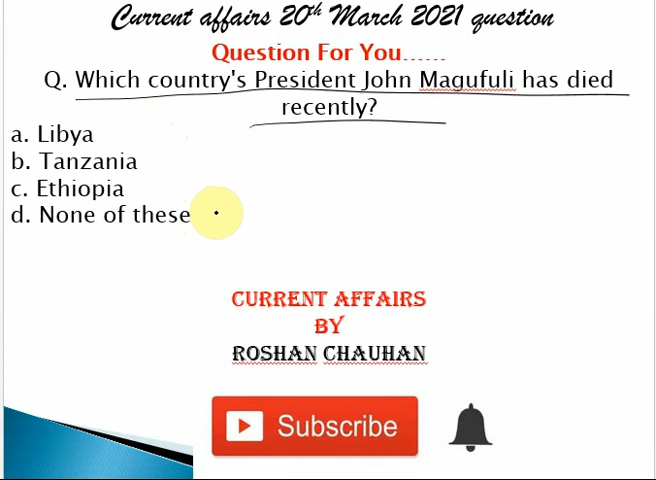 Current affairs 20th March 2021 question
Question For You......
Q. Which country's President John Magufuli has died
recently?
a. Libya
b. Tanzania
c. Ethiopia
d. None of these
CURRENT AFFAIRS
BY
ROSHAN CHAUHAN
Subscribe